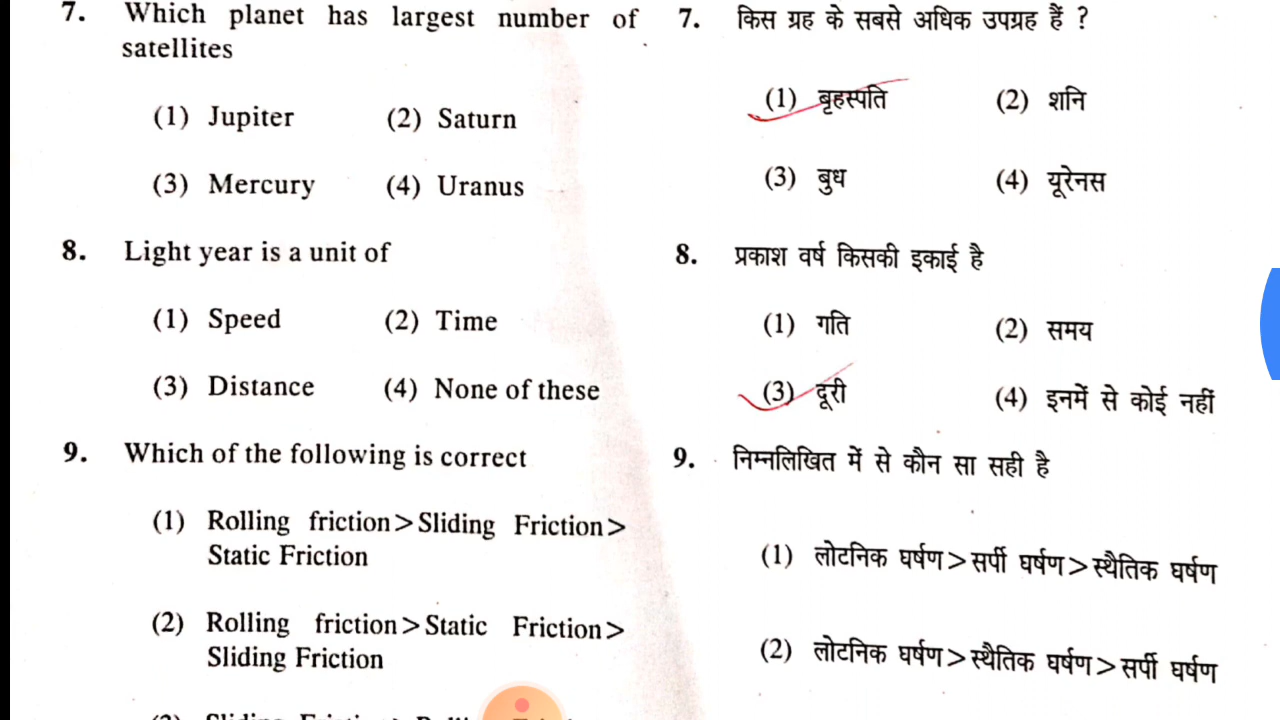 7. Which planet has largest number of
satellites
(1) Jupiter (2) Saturn
(3) Mercury (4) Uranus
8. Light year is a unit of
(1) Speed (2) Time
(3) Distance (4) None of these
9. Which of the following is correct
(1) Rolling friction>Sliding Friction>
Static Friction
(2) Rolling friction>Static Friction>
Sliding Friction
7. किस ग्रह के सबसे अधिक उपग्रह हैं ?
(1) बृहस्पति (2) शनि
(3) बुध (4) यूरेनस
8. प्रकाश वर्ष किसकी इकाई है
(1) गति (2) समय
(3) दूरी (4) इनमें से कोई नहीं
9. निम्नलिखित में से कौन सा सही है
(1) लोटनिक घर्षण>सर्पी घर्षण>स्थैतिक घर्षण
(2) लोटनिक घर्षण>स्थैतिक घर्षण>सर्पी घर्षण